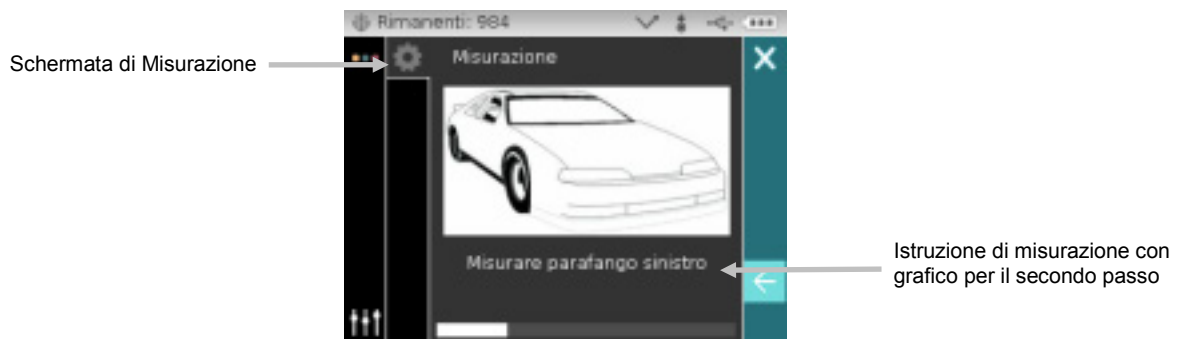 Rimanenti: 984
Schermata di Misurazione
Misurazione
Misurare parafango sinistro
Istruzione di misurazione con
grafico per il secondo passo